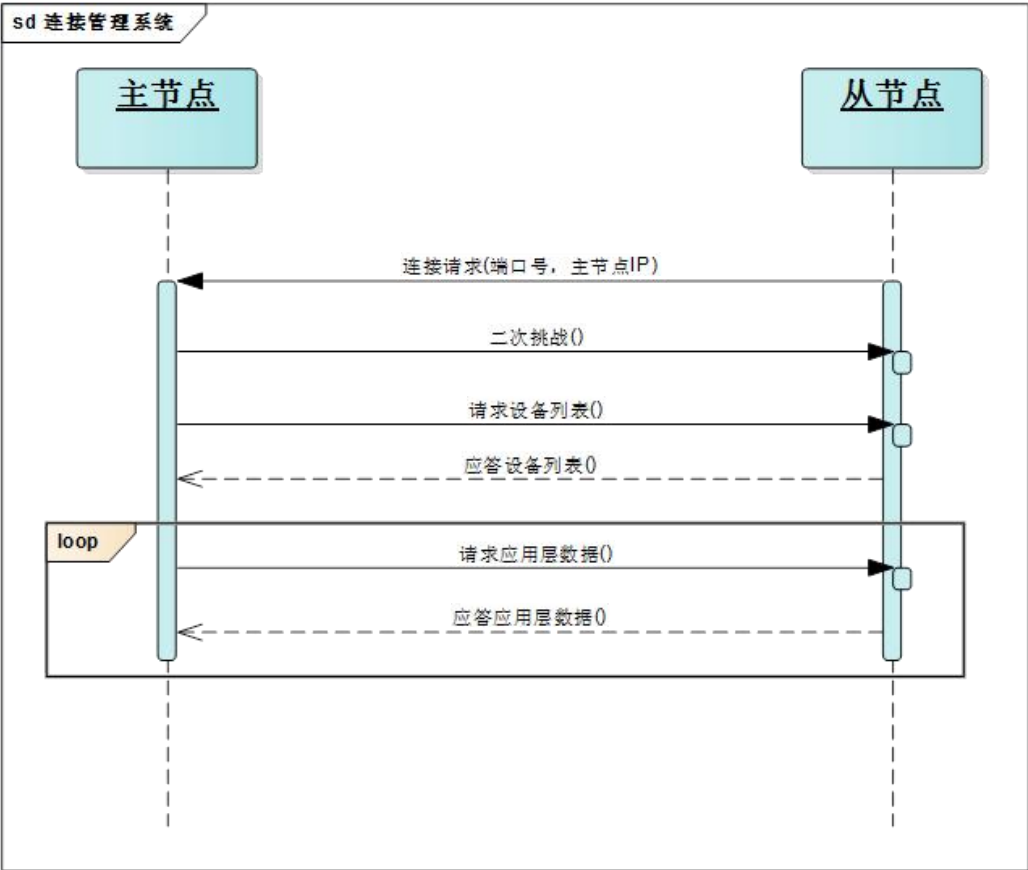 sd 连接管理系统
主节点
从节点
连接请求(端口号，主节点IP)
二次挑战()
请求设备列表()
应答设备列表()
loop
请求应用层数据()
应答应用层数据()